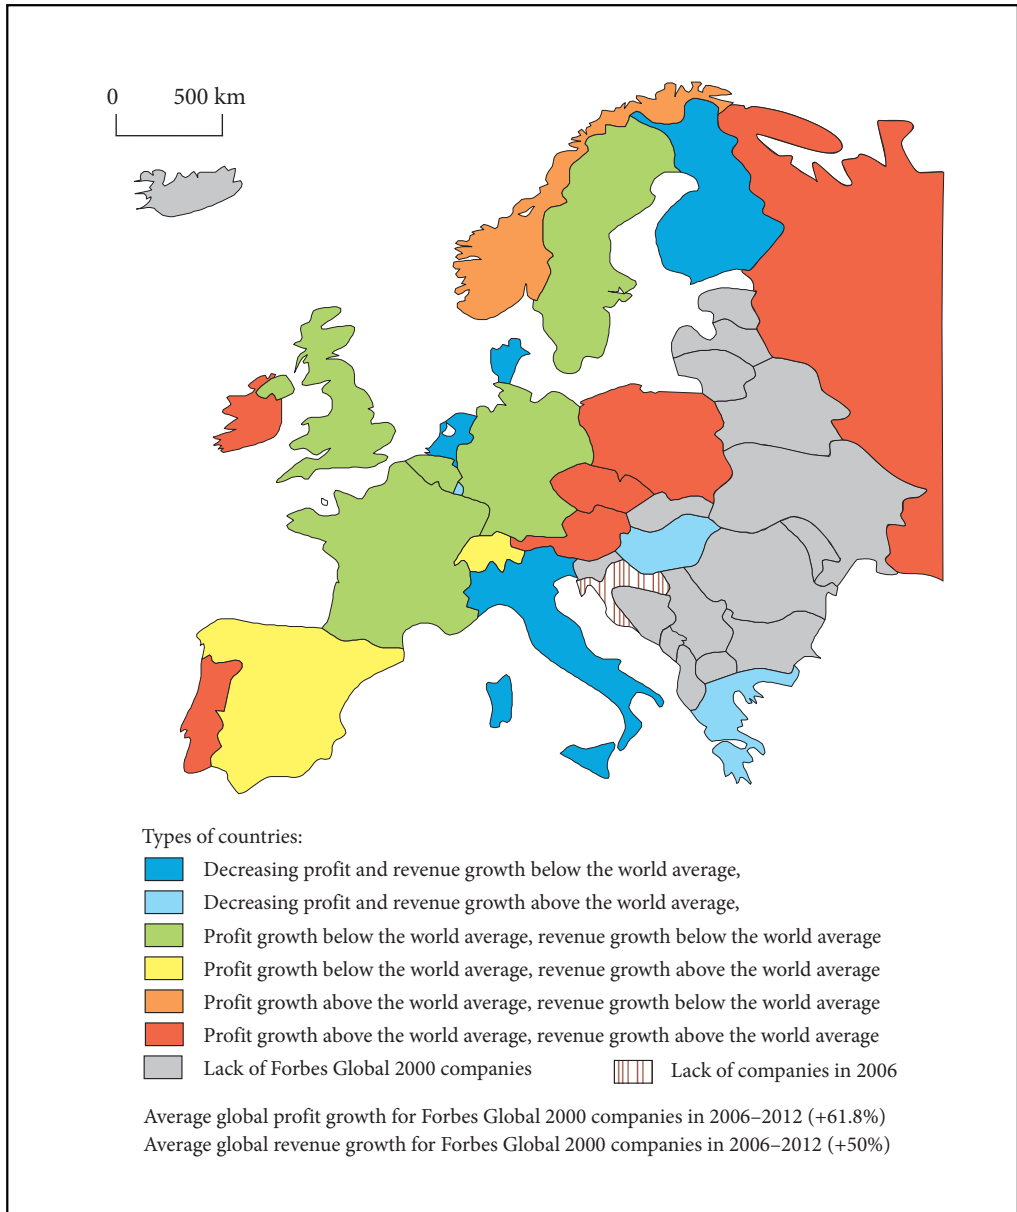 0 500 km
Types of countries:
Decreasing profit and revenue growth below the world average,
Decreasing profit and revenue growth above the world average,
Profit growth below the world average, revenue growth below the world average
Profit growth below the world average, revenue growth above the world average
Profit growth above the world average, revenue growth below the world average
Profit growth above the world average, revenue growth above the world average
Lack of Forbes Global 2000 companies Lack of companies in 2006
Average global profit growth for Forbes Global 2000 companies in 2006–2012 (+61.8%)
Average global revenue growth for Forbes Global 2000 companies in 2006–2012 (+50%)